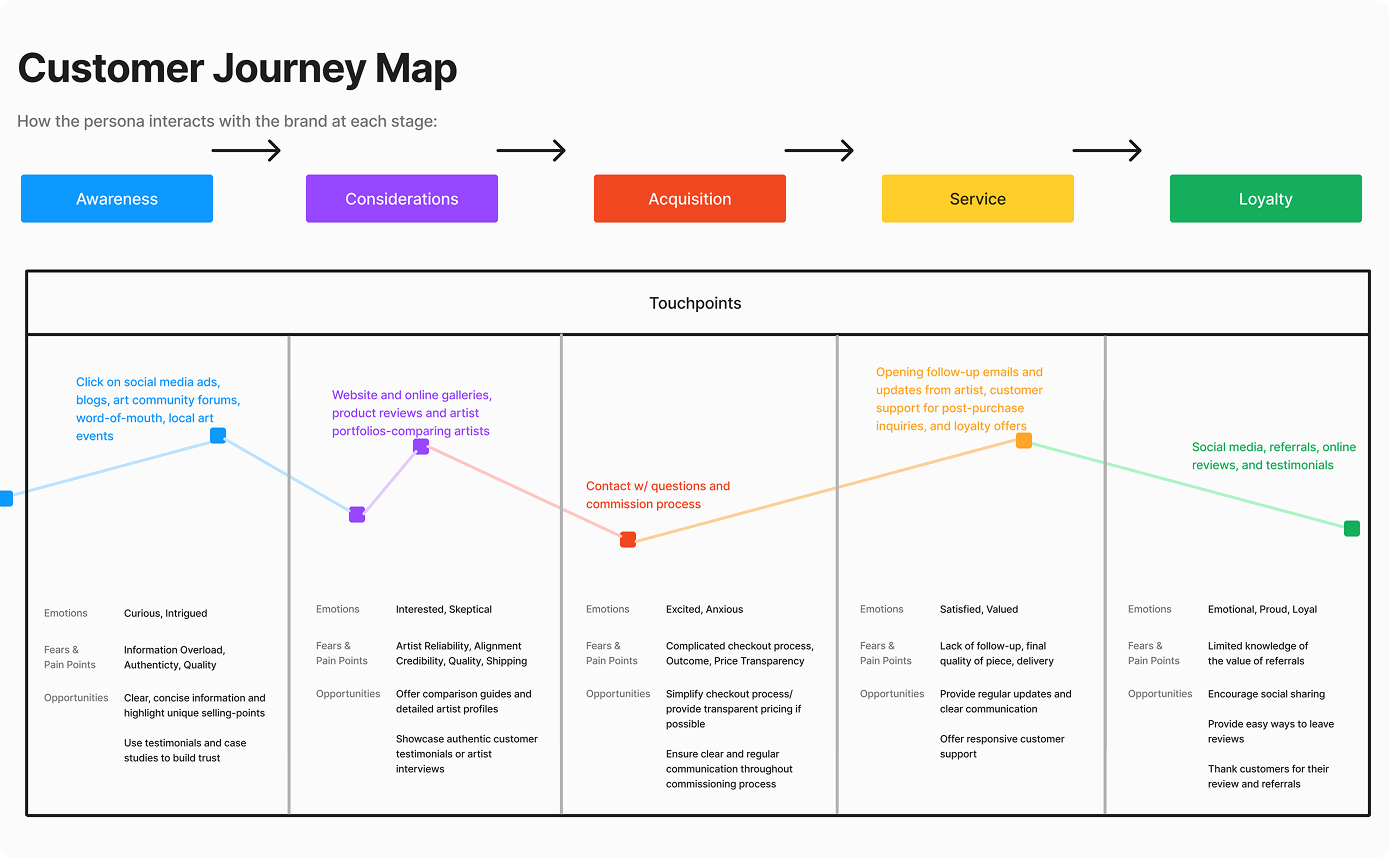 Customer Journey Map
How the persona interacts with the brand at each stage:
Awareness
Considerations
Acquisition
Service
Loyalty
Touchpoints
Click on social media ads,
blogs, art community forums,
word-of-mouth, local art
events
Website and online galleries,
product reviews and artist
portfolios-comparing artists
Contact w/ questions and
commission process
Opening follow-up emails and
updates from artist, customer
support for post-purchase
inquiries, and loyalty offers
Social media, referrals, online
reviews, and testimonials
Emotions
Curious, Intrigued
Fears &
Pain Points
Information Overload,
Authenticty, Quality
Opportunities
Clear, concise information and
highlight unique selling-points
Use testimonials and case
studies to build trust
Emotions
Interested, Skeptical
Fears &
Pain Points
Artist Reliability, Alignment
Credibility, Quality, Shipping
Opportunities
Offer comparison guides and
detailed artist profiles
Showcase authentic customer
testimonials or artist
interviews
Emotions
Excited, Anxious
Fears &
Pain Points
Complicated checkout process,
Outcome, Price Transparency
Opportunities
Simplify checkout process/
provide transparent pricing if
possible
Ensure clear and regular
communication throughout
commissioning process
Emotions
Satisfied, Valued
Fears &
Pain Points
Lack of follow-up, final
quality of piece, delivery
Opportunities
Provide regular updates and
clear communication
Offer responsive customer
support
Emotions
Emotional, Proud, Loyal
Fears &
Pain Points
Limited knowledge of
the value of referrals
Opportunities
Encourage social sharing
Provide easy ways to leave
reviews
Thank customers for their
review and referrals